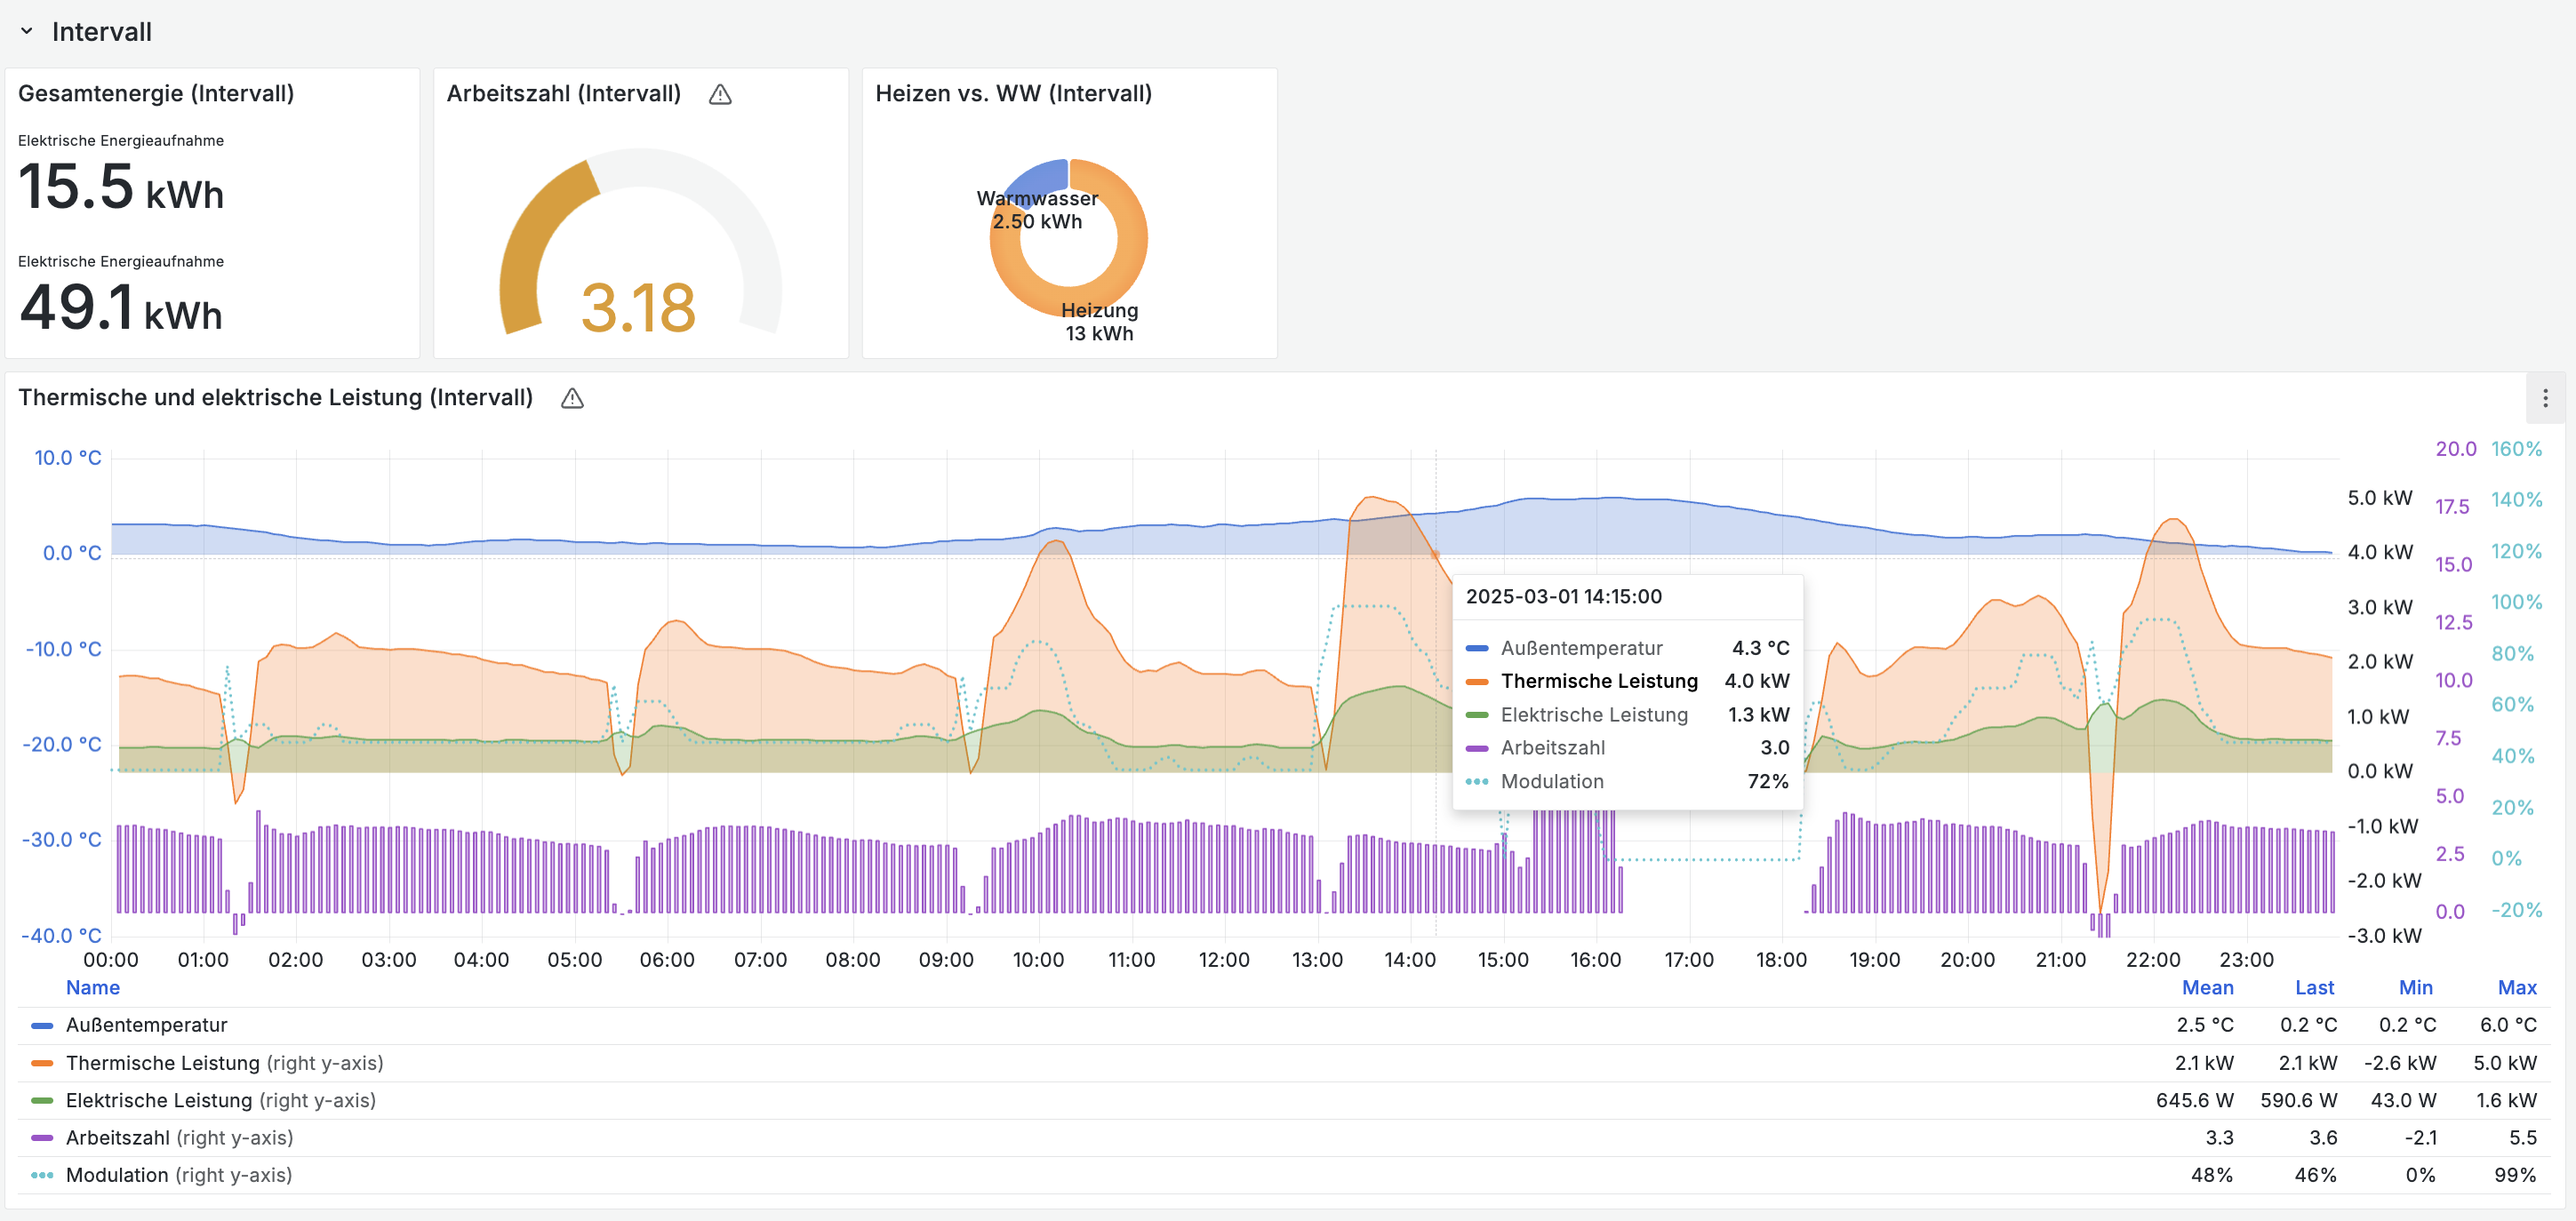 Intervall
Gesamtenergie (Intervall)
Elektrische Energieaufnahme
15.5 kWh
Elektrische Energieaufnahme
49.1 kWh
Arbeitszahl (Intervall)
3.18
Heizen vs. WW (Intervall)
Warmwasser
2.50 kWh
Heizung
13 kWh
Thermische und elektrische Leistung (Intervall)
10.0 °C
0.0 °C
-10.0 °C
-20.0 °C
-30.0 °C
-40.0 °C
5.0 kW
4.0 kW
3.0 kW
2.0 kW
1.0 kW
0.0 kW
-1.0 kW
-2.0 kW
-3.0 kW
20.0
17.5
15.0
12.5
10.0
7.5
5.0
2.5
0.0
160%
140%
120%
100%
80%
60%
40%
20%
0%
-20%
2025-03-01 14:15:00
Außentemperatur 4.3 °C
Thermische Leistung 4.0 kW
Elektrische Leistung 1.3 kW
Arbeitszahl 3.0
Modulation 72%
00:00 01:00 02:00 03:00 04:00 05:00 06:00 07:00 08:00 09:00 10:00 11:00 12:00 13:00 14:00 15:00 16:00 17:00 18:00 19:00 20:00 21:00 22:00 23:00
Name Mean Last Min Max
Außentemperatur 2.5 °C 0.2 °C 0.2 °C 6.0 °C
Thermische Leistung (right y-axis) 2.1 kW 2.1 kW -2.6 kW 5.0 kW
Elektrische Leistung (right y-axis) 645.6 W 590.6 W 43.0 W 1.6 kW
Arbeitszahl (right y-axis) 3.3 3.6 -2.1 5.5
Modulation (right y-axis) 48% 46% 0% 99%